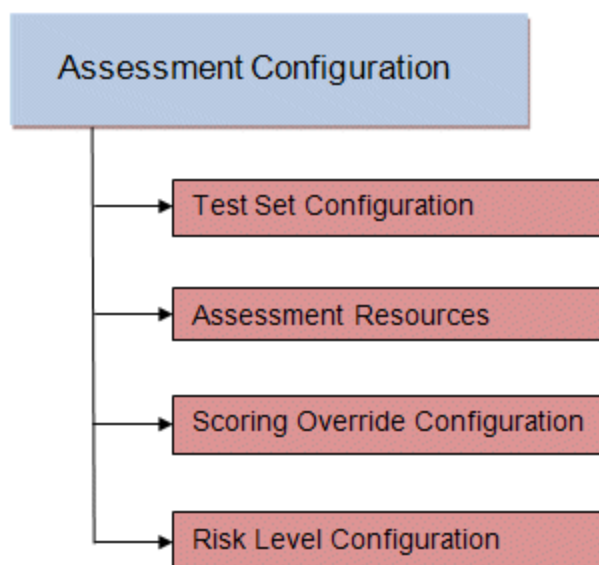 Assessment Configuration
Test Set Configuration
Assessment Resources
Scoring Override Configuration
Risk Level Configuration